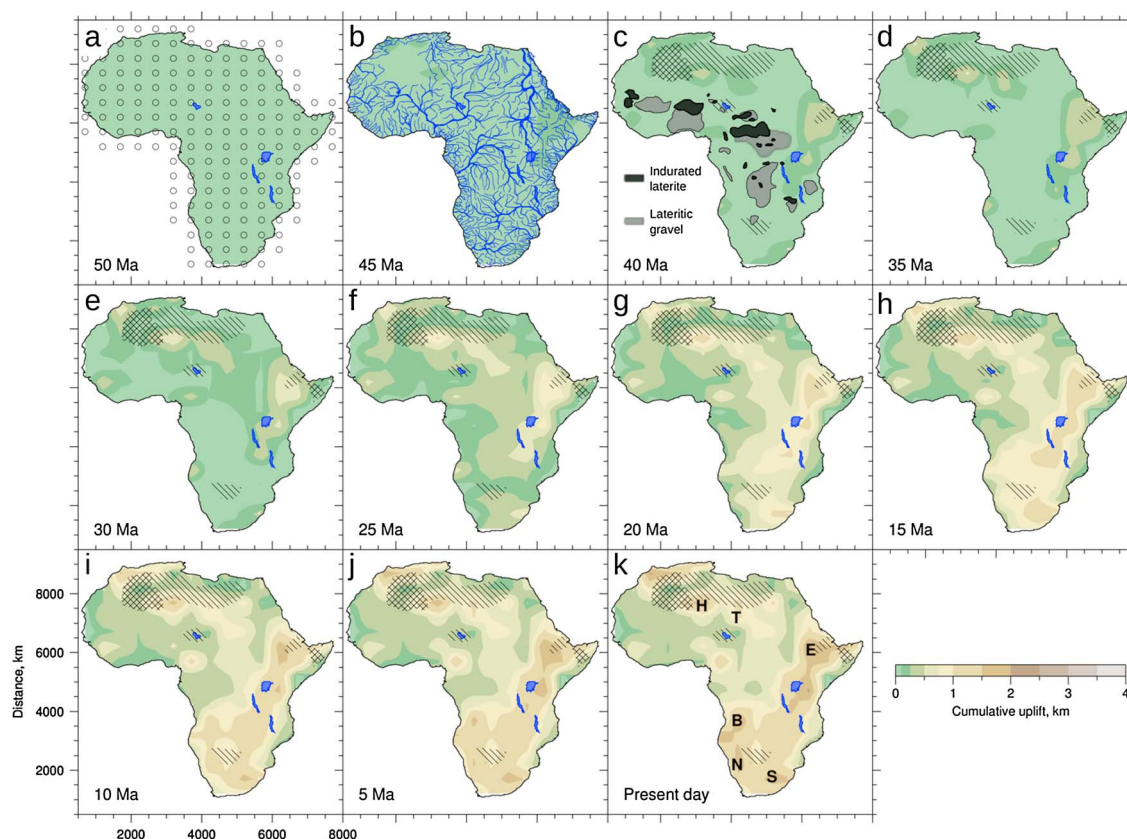 a
b
c
d
50 Ma
45 Ma
Indurated
laterite
Lateritic
gravel
40 Ma
35 Ma
e
f
g
h
30 Ma
25 Ma
20 Ma
15 Ma
i
j
k
H
T
E
B
N
S
10 Ma
5 Ma
Present day
8000
6000
4000
2000
Distance, km
2000
4000
6000
8000
0
1
2
3
4
Cumulative uplift, km